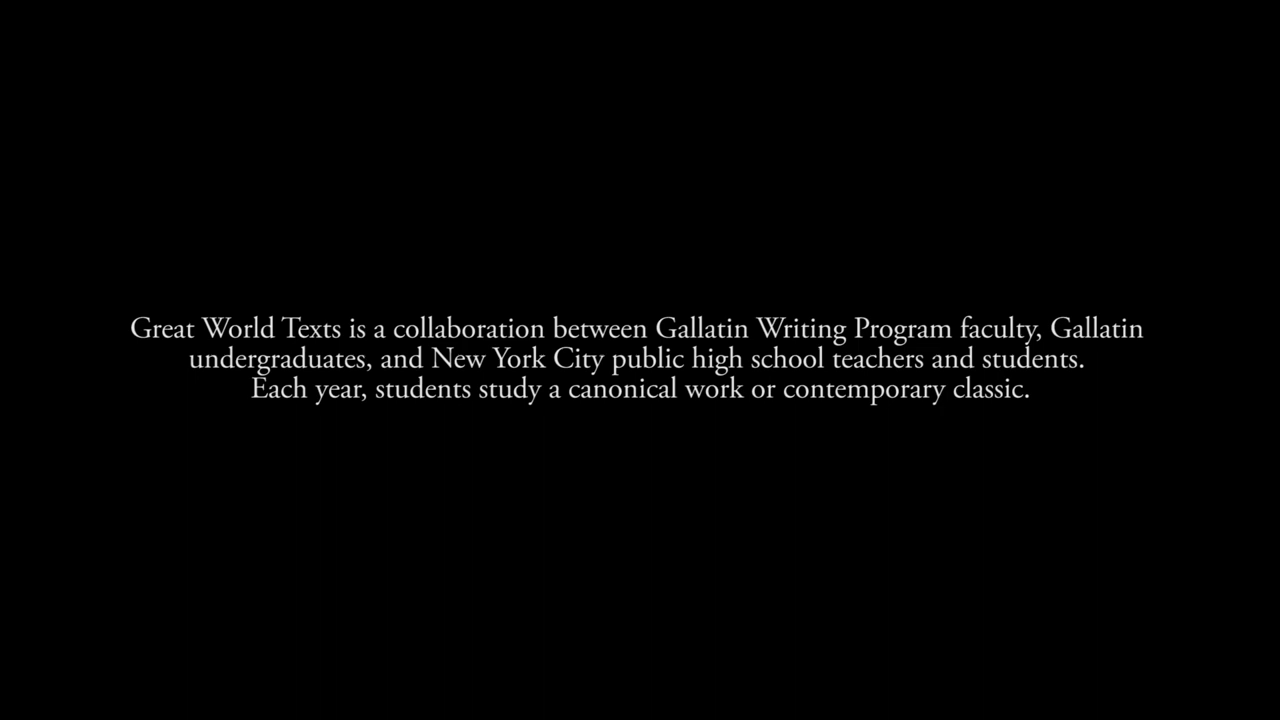 Great World Texts is a collaboration between Gallatin Writing Program faculty, Gallatin
undergraduates, and New York City public high school teachers and students.
Each year, students study a canonical work or contemporary classic.